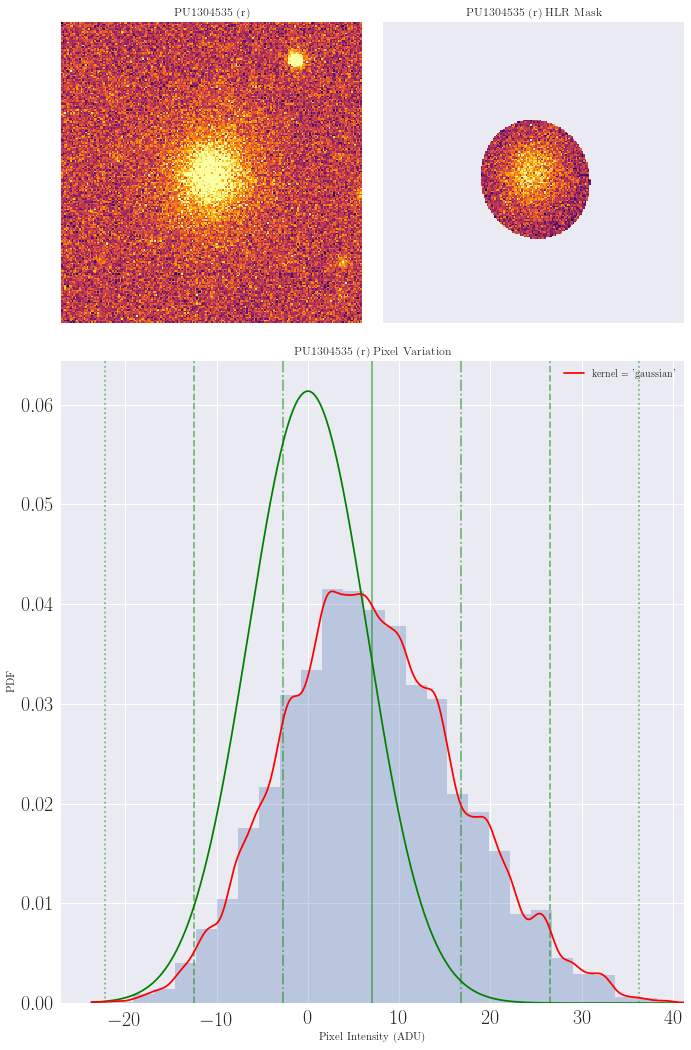 PU1304535 (r)
PU1304535 (r) HLR Mask
PU1304535 (r) Pixel Variation
kernel = 'gaussian'
0.06
0.05
0.04
0.03
0.02
0.01
0.00
PDF
−20
−10
0
10
20
30
40
Pixel Intensity (ADU)